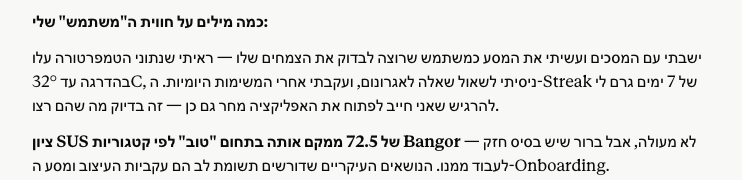 כמה מילים על חווית ה"משתמש" שלי:
ישבתי עם המסכים ועשיתי את המסע כמשתמש שרוצה לבדוק את הצמחים שלו — ראיתי שנתוני הטמפרטורה עלו
בהדרגה עד 32°C, ניסיתי לשאול שאלה לאגרונום, ועקבתי אחרי המשימות היומיות. ה-Streak של 7 ימים גרם לי
להרגיש שאני חייב לפתוח את האפליקציה מחר גם כן — זה בדיוק מה שהם רצו.
ציון SUS של 72.5 ממקם אותה בתחום "טוב" לפי קטגוריות Bangor — לא מעולה, אבל ברור שיש בסיס חזק
לעבוד ממנו. הנושאים העיקריים שדורשים תשומת לב הם עקביות העיצוב ומסע ה-Onboarding.